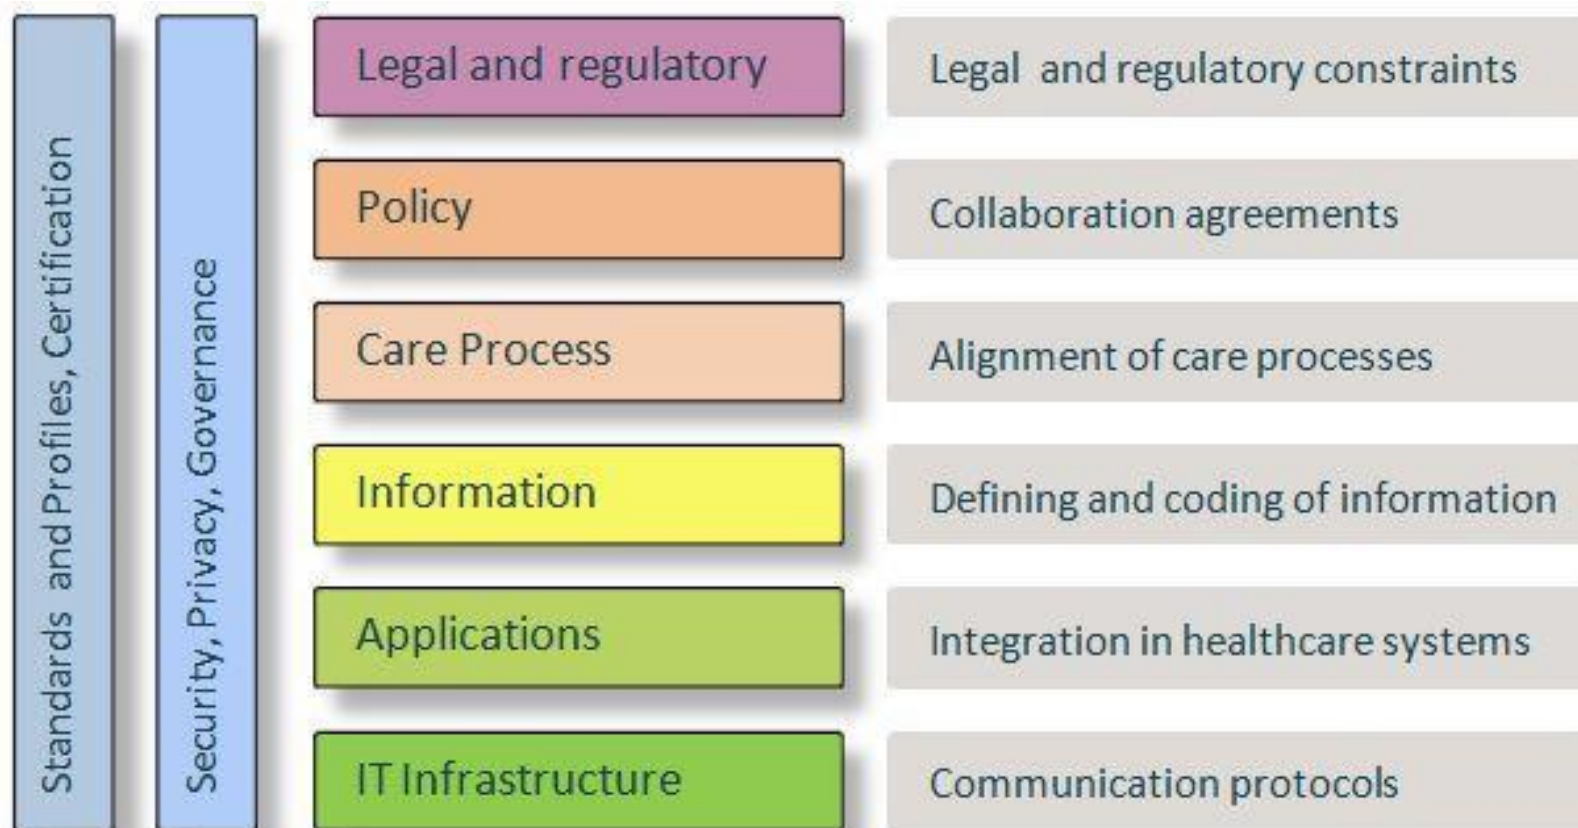 Standards and Profiles, Certification
Security, Privacy, Governance
Legal and regulatory
Legal and regulatory constraints
Policy
Collaboration agreements
Care Process
Alignment of care processes
Information
Defining and coding of information
Applications
Integration in healthcare systems
IT Infrastructure
Communication protocols